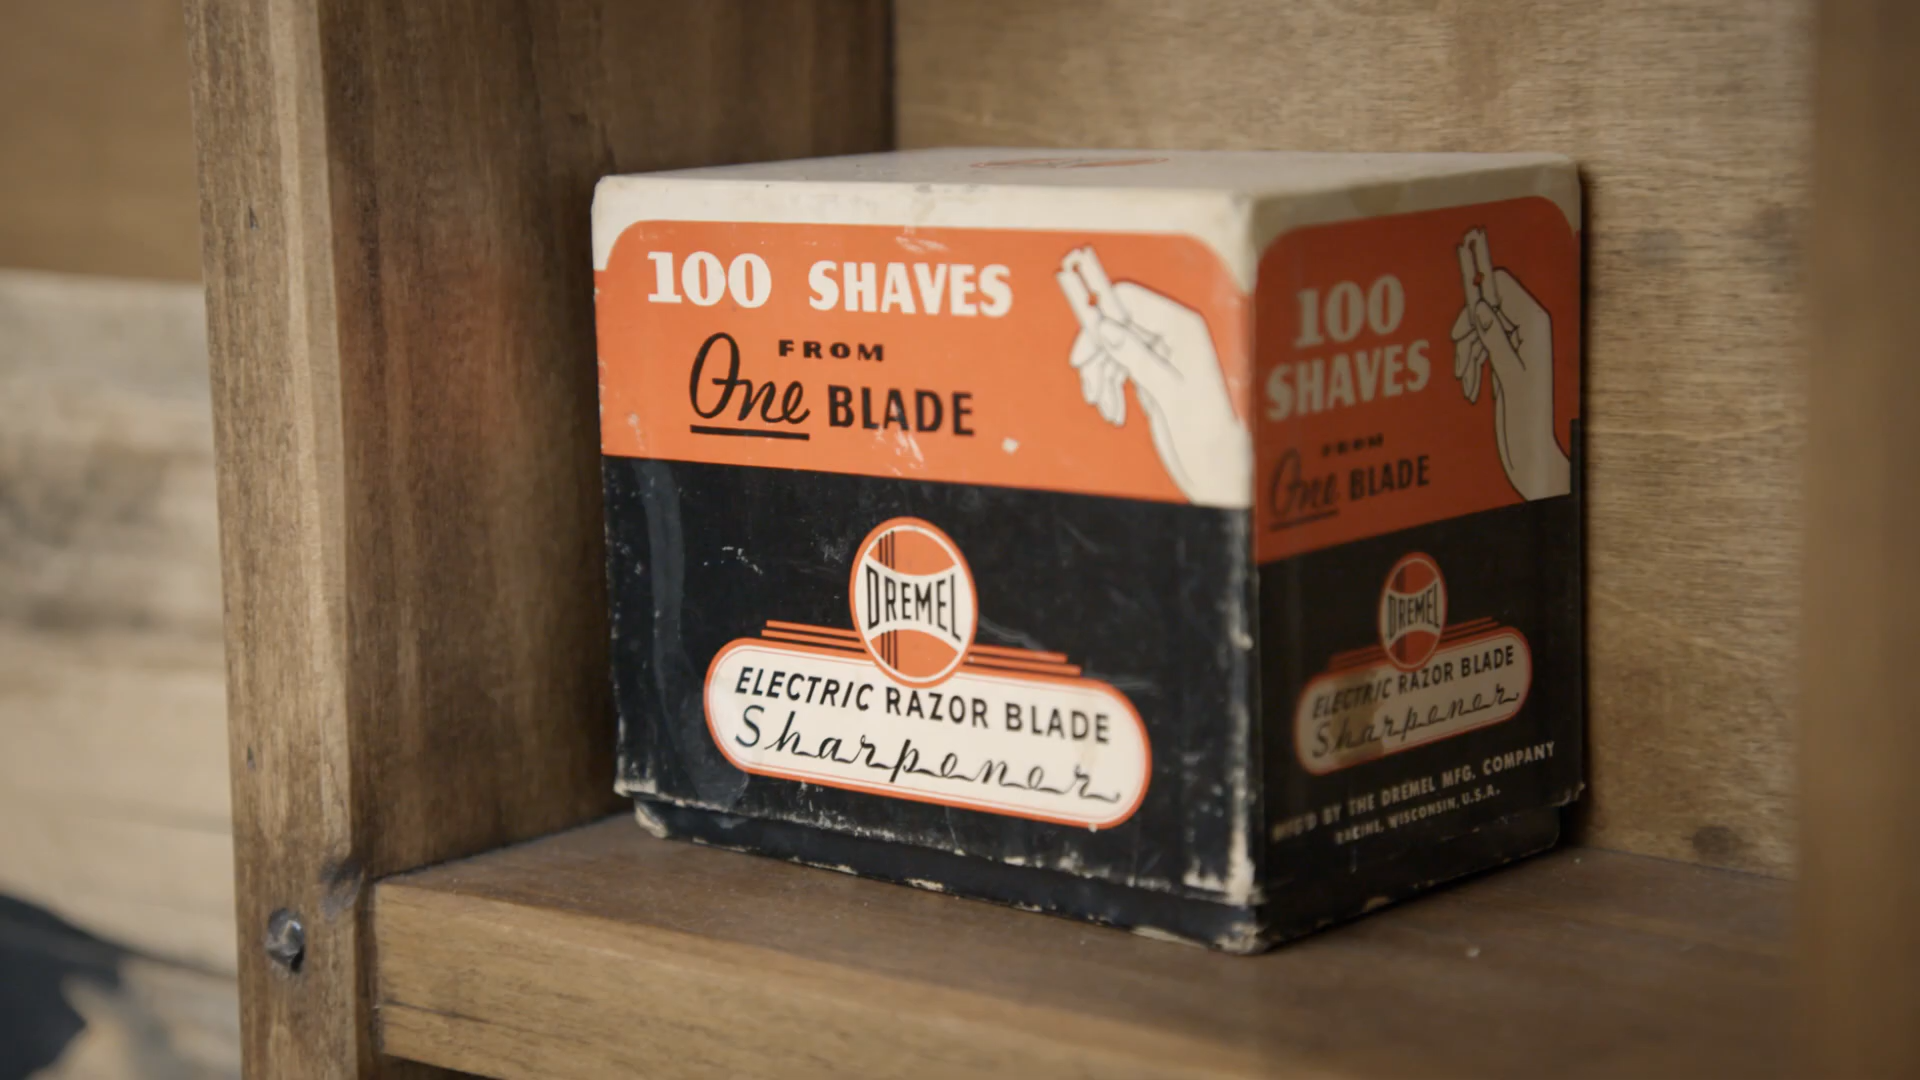 100 SHAVES
FROM
One BLADE
DREMEL
ELECTRIC RAZOR BLADE
Sharpener
100
SHAVES
FROM
One BLADE
DREMEL
ELECTRIC RAZOR BLADE
Sharpener
BY THE DREMEL MFG. COMPANY
RACINE, WISCONSIN, U.S.A.